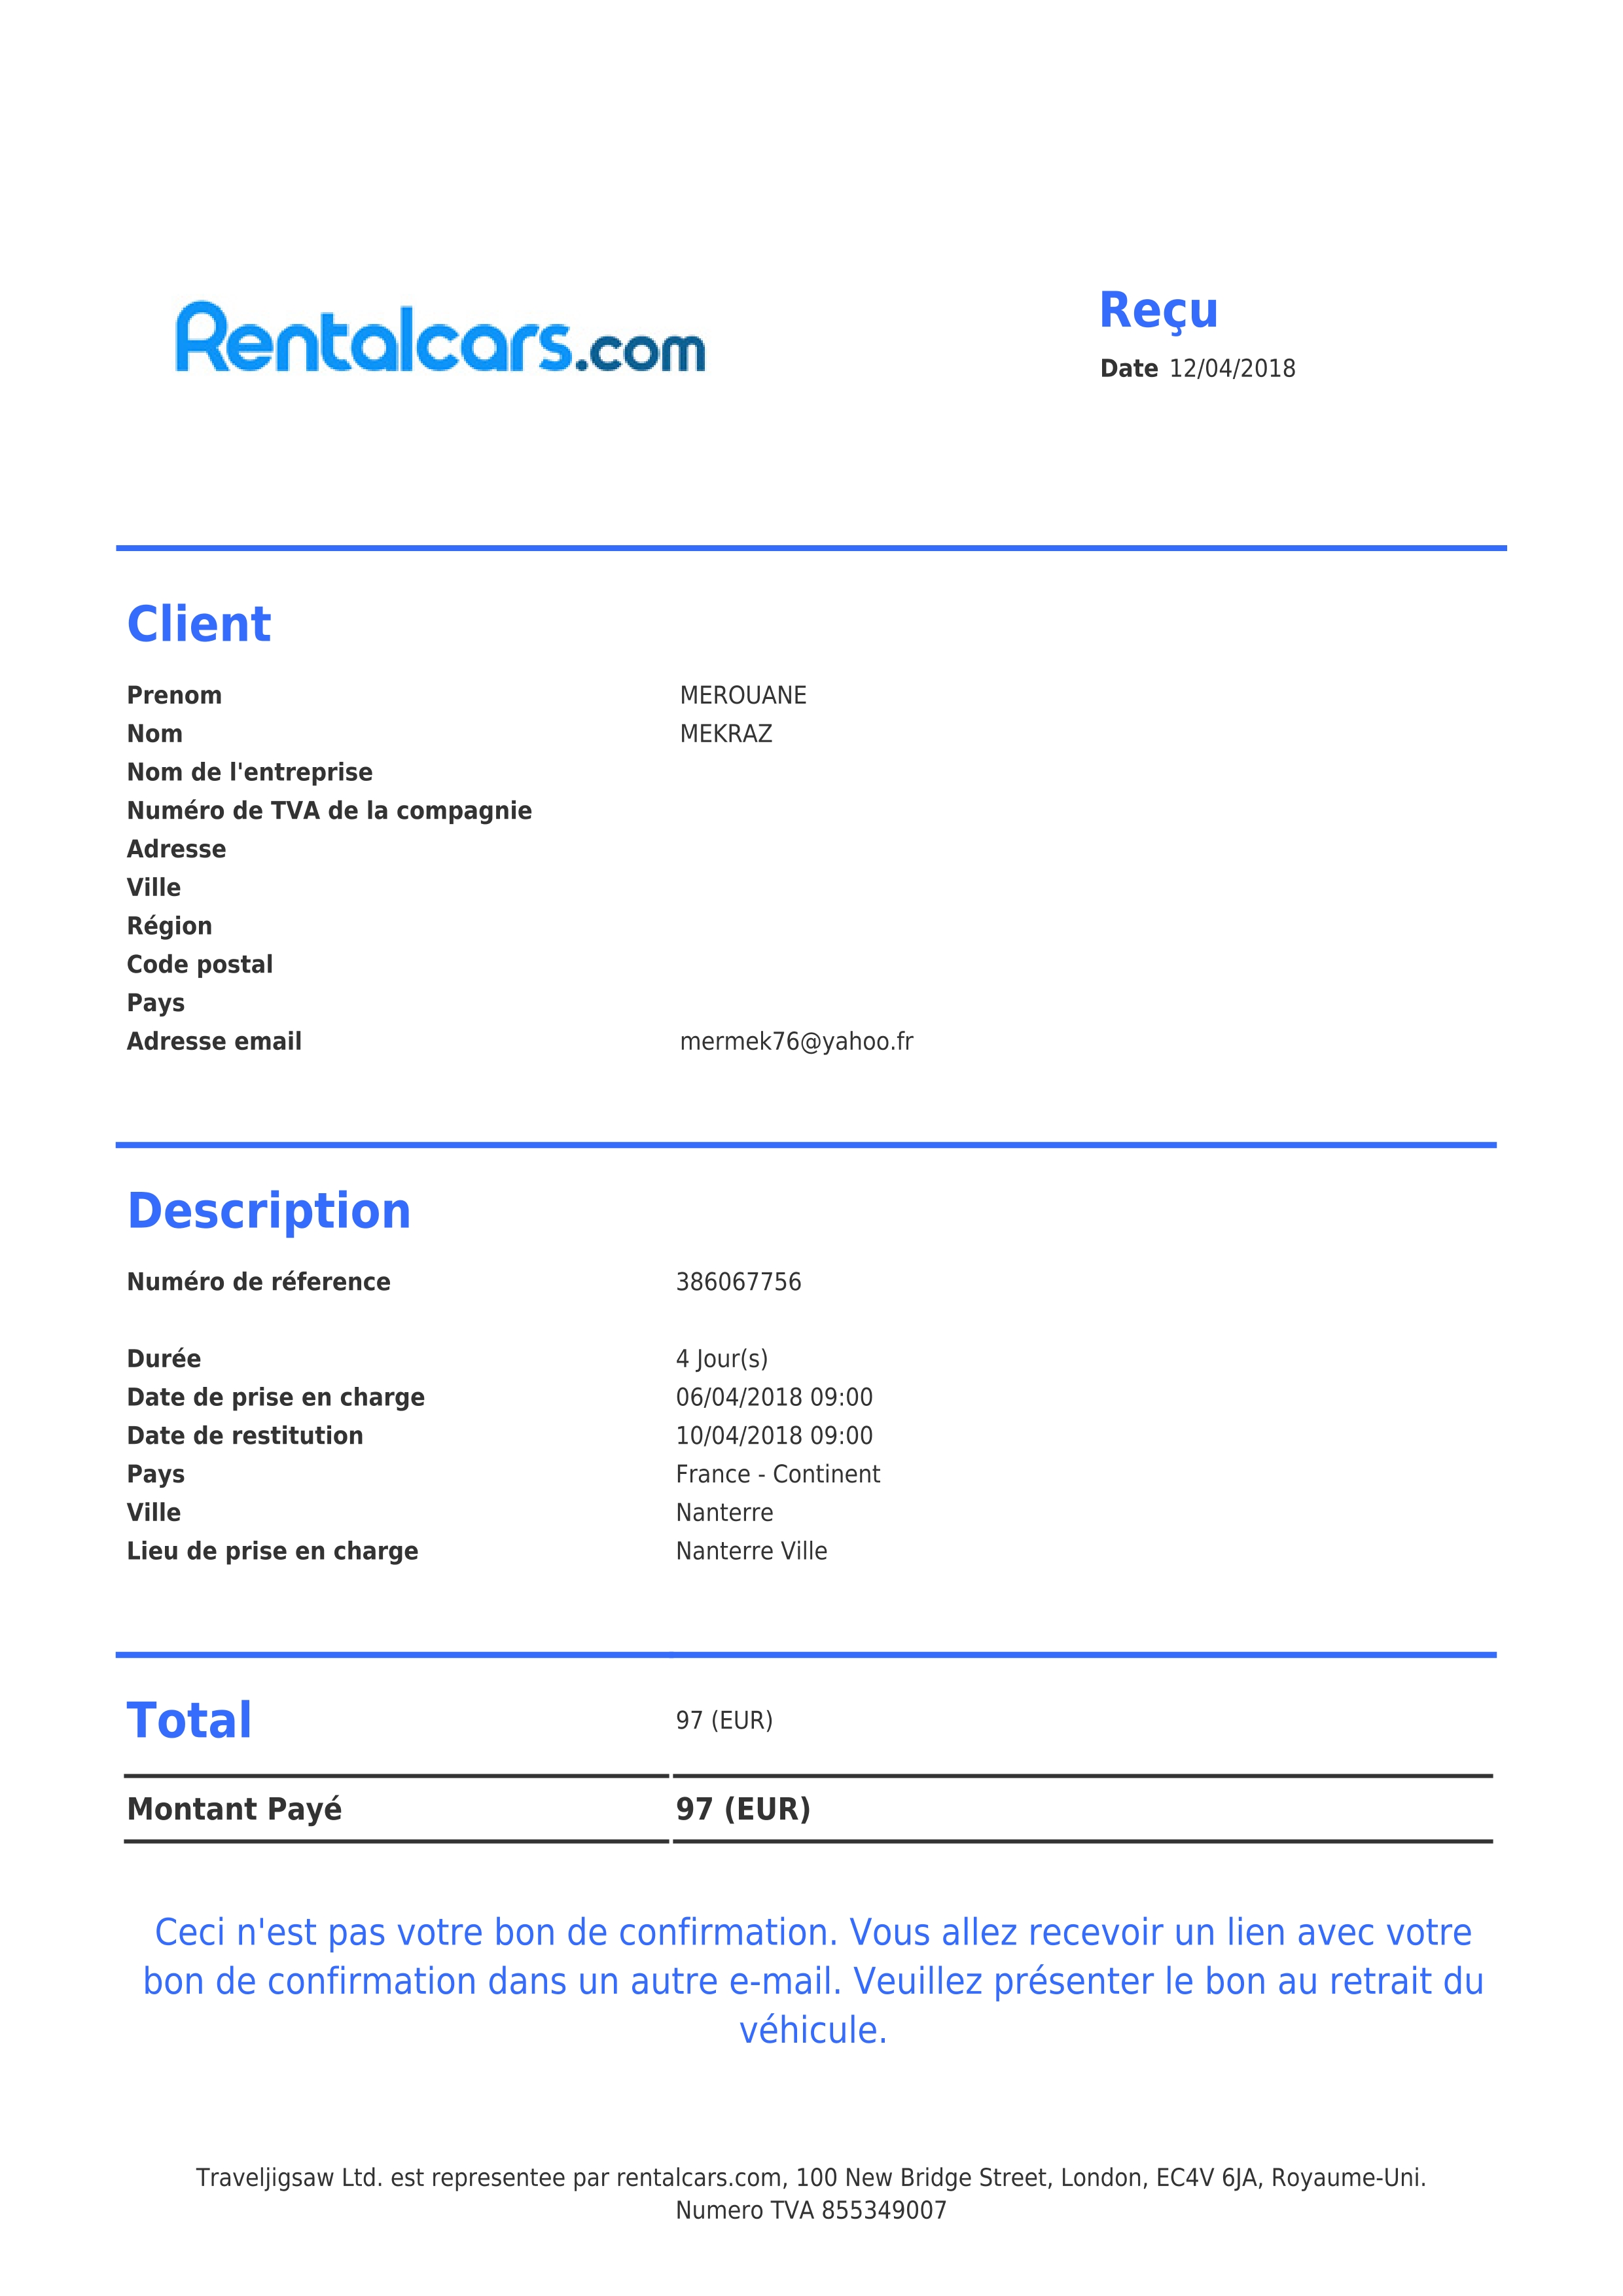 Rentalcars.com
Reçu
Date 12/04/2018
Client
Prenom MEROUANE
Nom MEKRAZ
Nom de l'entreprise
Numéro de TVA de la compagnie
Adresse
Ville
Région
Code postal
Pays
Adresse email mermek76@yahoo.fr
Description
Numéro de réference 386067756
Durée 4 Jour(s)
Date de prise en charge 06/04/2018 09:00
Date de restitution 10/04/2018 09:00
Pays France - Continent
Ville Nanterre
Lieu de prise en charge Nanterre Ville
Total 97 (EUR)
Montant Payé 97 (EUR)
Ceci n'est pas votre bon de confirmation. Vous allez recevoir un lien avec votre
bon de confirmation dans un autre e-mail. Veuillez présenter le bon au retrait du
véhicule.
Traveljigsaw Ltd. est representee par rentalcars.com, 100 New Bridge Street, London, EC4V 6JA, Royaume-Uni.
Numero TVA 855349007